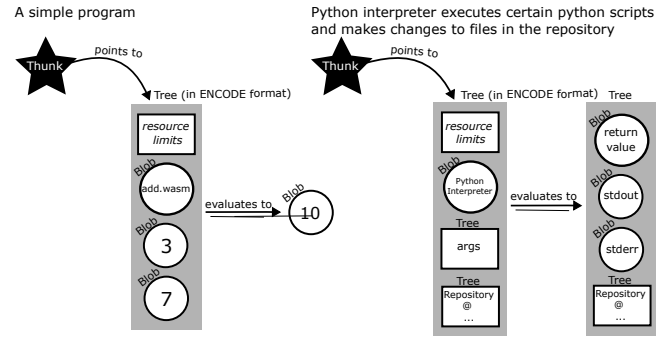 A simple program
Thunk
points to
Tree (in ENCODE format)
resource
limits
Blob
add.wasm
Blob
3
Blob
7
evaluates to
Blob
10
Python interpreter executes certain python scripts
and makes changes to files in the repository
Thunk
points to
Tree (in ENCODE format)
resource
limits
Blob
Python
Interpreter
Tree
args
Tree
Repository
@
...
evaluates to
Tree
Blob
return
value
Blob
stdout
Blob
stderr
Tree
Repository
@
...